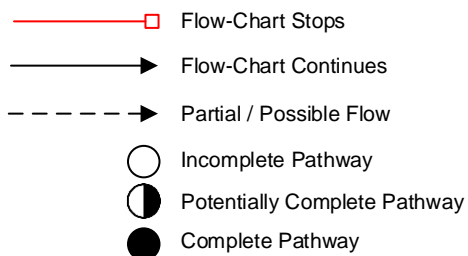 Flow-Chart Stops
Flow-Chart Continues
Partial / Possible Flow
Incomplete Pathway
Potentially Complete Pathway
Complete Pathway